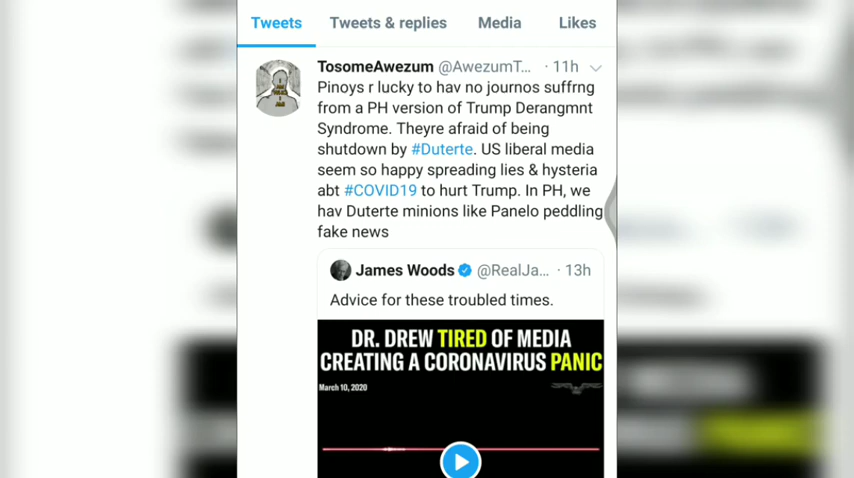 Tweets Tweets & replies Media Likes
TosomeAwezum @AwezumT... · 11h
Pinoys r lucky to hav no journos suffrng
from a PH version of Trump Derangmnt
Syndrome. Theyre afraid of being
shutdown by #Duterte. US liberal media
seem so happy spreading lies & hysteria
abt #COVID19 to hurt Trump. In PH, we
hav Duterte minions like Panelo peddling
fake news
James Woods @RealJa... · 13h
Advice for these troubled times.
DR. DREW TIRED OF MEDIA
CREATING A CORONAVIRUS PANIC
March 10, 2020